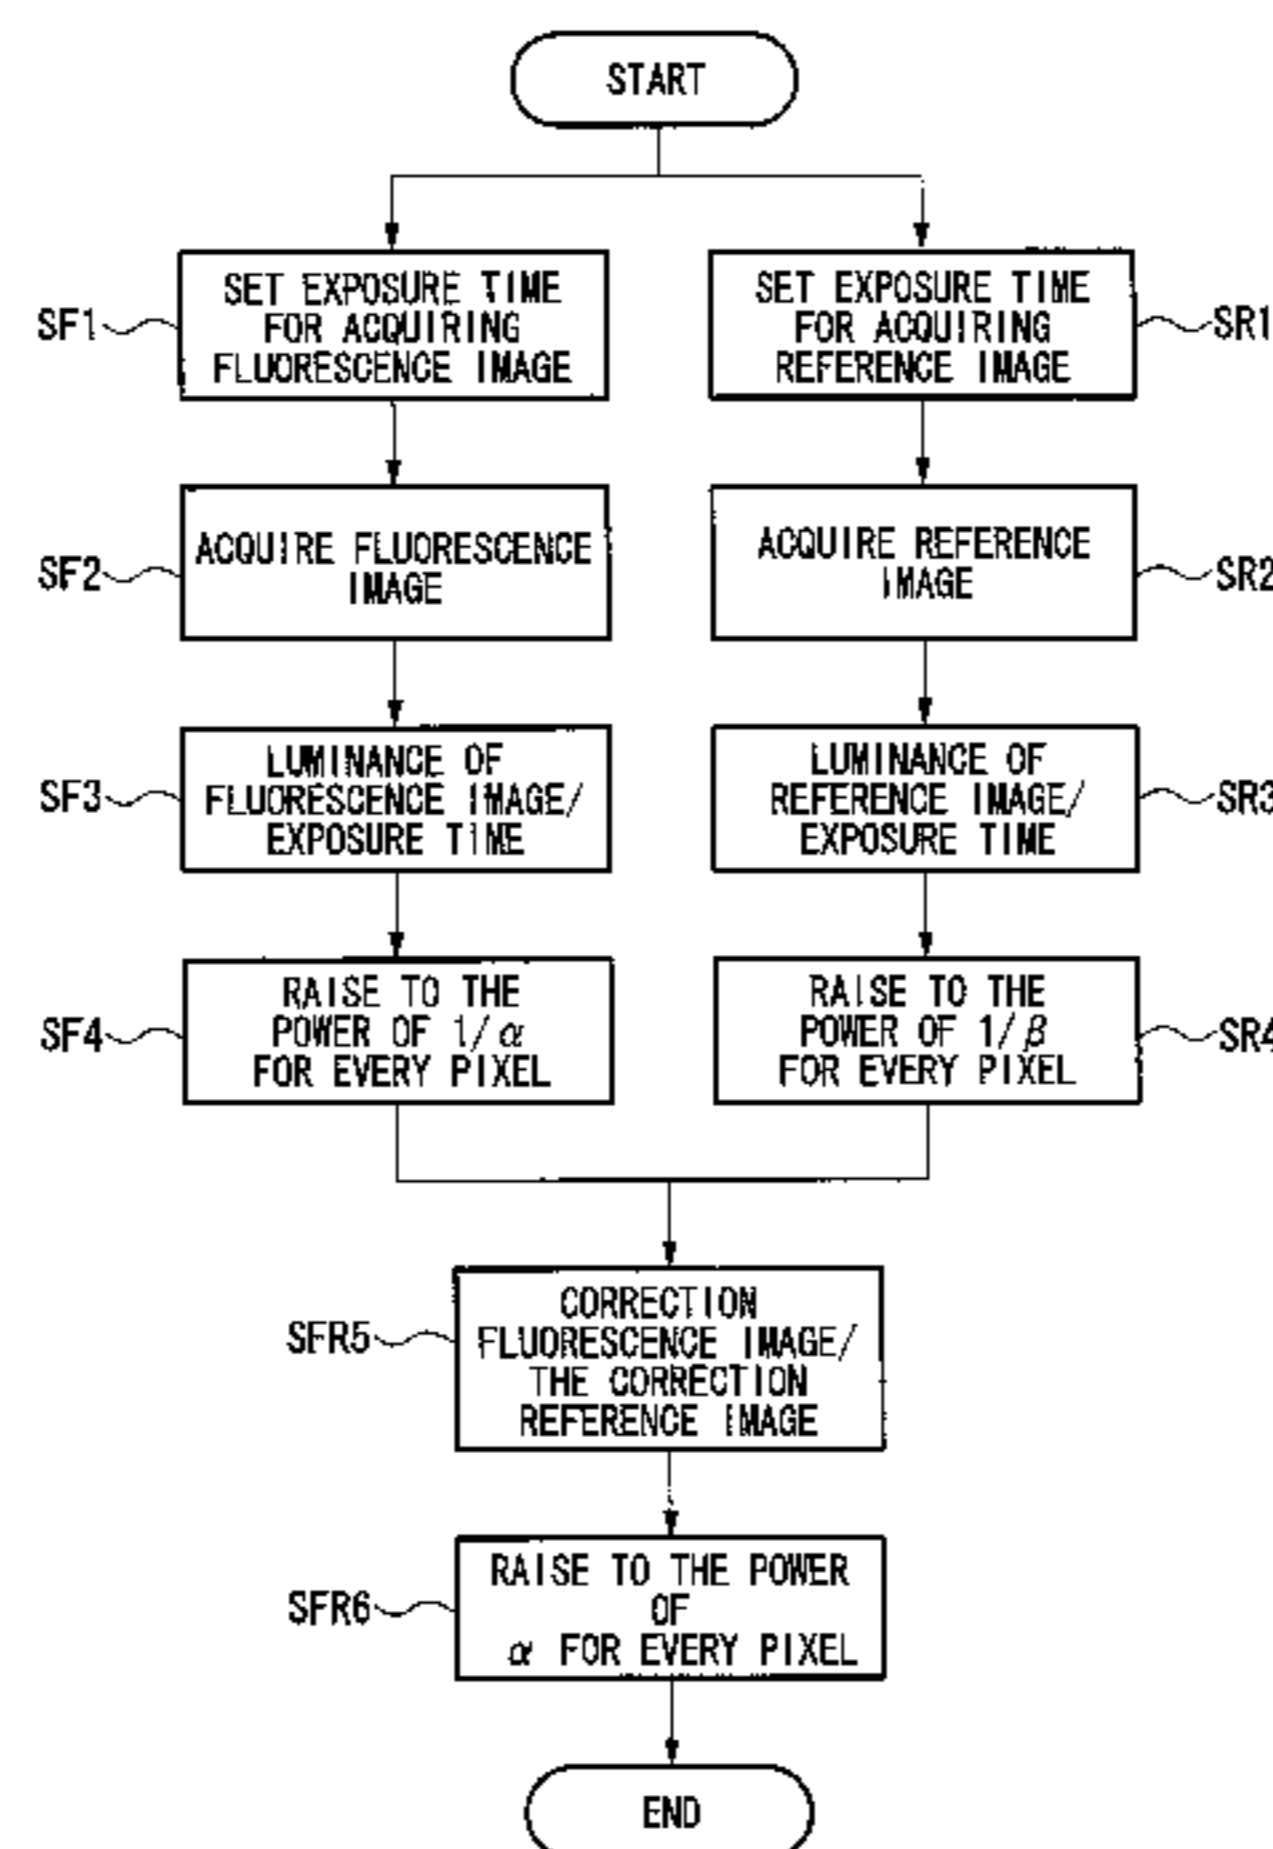 START
SET EXPOSURE TIME
FOR ACQUIRING
FLUORESCENCE IMAGE
SF1
SET EXPOSURE TIME
FOR ACQUIRING
REFERENCE IMAGE
SR1
ACQUIRE FLUORESCENCE
IMAGE
SF2
ACQUIRE REFERENCE
IMAGE
SR2
LUMINANCE OF
FLUORESCENCE IMAGE/
EXPOSURE TIME
SF3
LUMINANCE OF
REFERENCE IMAGE/
EXPOSURE TIME
SR3
RAISE TO THE
POWER OF 1/α
FOR EVERY PIXEL
SF4
RAISE TO THE
POWER OF 1/β
FOR EVERY PIXEL
SR4
CORRECTION
FLUORESCENCE IMAGE/
THE CORRECTION
REFERENCE IMAGE
SFR5
RAISE TO THE POWER
OF
α FOR EVERY PIXEL
SFR6
END